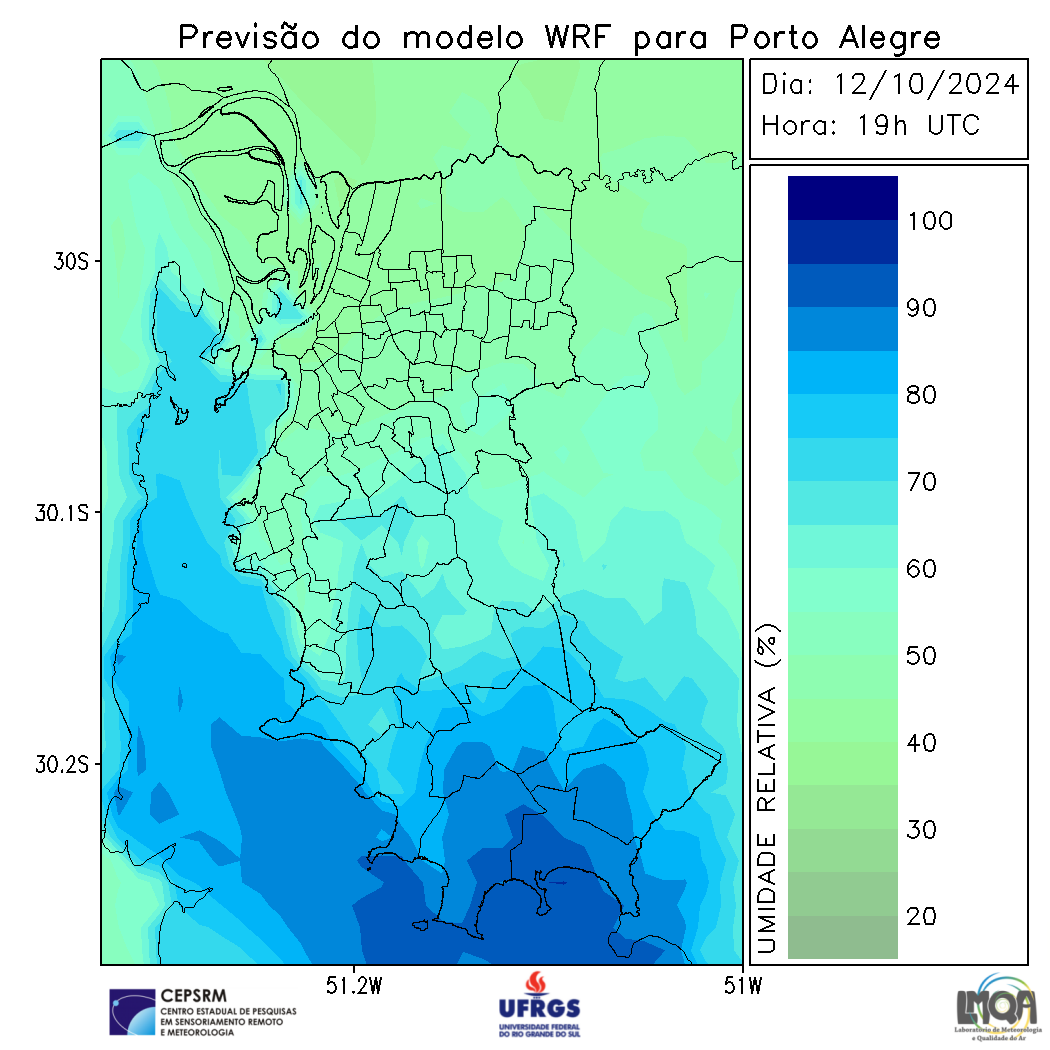 Previsão do modelo WRF para Porto Alegre
Dia: 12/10/2024
Hora: 19h UTC
30S
30.1S
30.2S
51.2W
51W
UMIDADE RELATIVA (%)
100
90
80
70
60
50
40
30
20
CEPSRM
CENTRO ESTADUAL DE PESQUISAS
EM SENSORIAMENTO REMOTO
E METEOROLOGIA
UFRGS
UNIVERSIDADE FEDERAL
DO RIO GRANDE DO SUL
LMQA
Laboratório de Meteorologia
e Qualidade do Ar